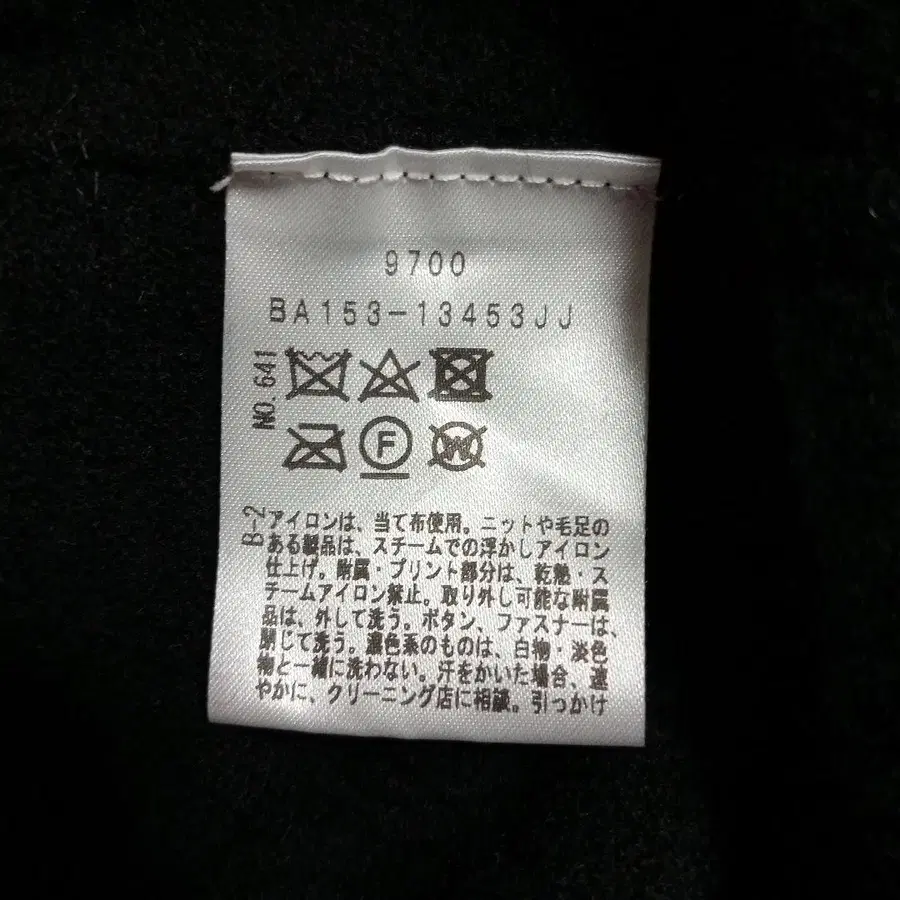 9700
BA153-13453JJ
NO.641
F
W
B-2
アイロンは、当て布使用。ニットや毛足の
ある製品は、スチームでの浮かしアイロン
仕上げ。附属・プリント部分は、乾熱・ス
チームアイロン禁止。取り外し可能な附属
品は、外して洗う。ボタン、ファスナーは、
閉じて洗う。濃色系のものは、白物・淡色
物と一緒に洗わない。汗をかいた場合、速
やかに、クリーニング店に相談。引っかけ